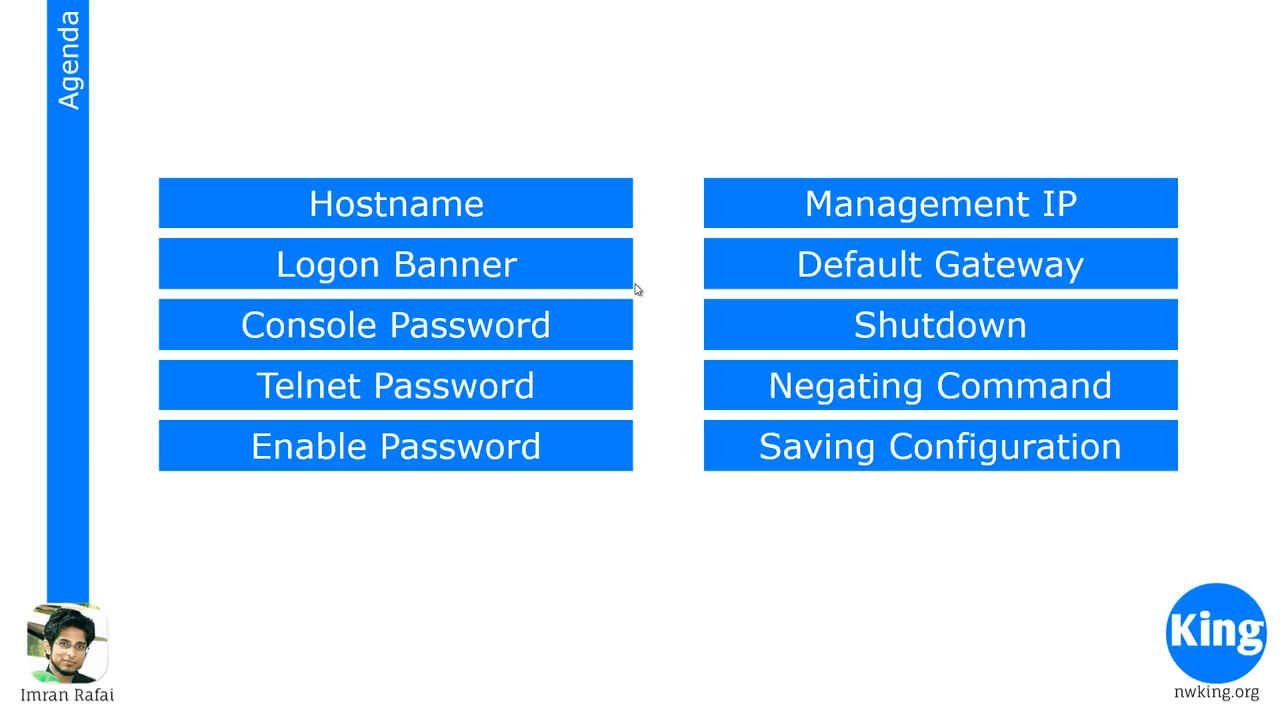 Agenda
Hostname
Logon Banner
Console Password
Telnet Password
Enable Password
Management IP
Default Gateway
Shutdown
Negating Command
Saving Configuration
Imran Rafai
King
nwking.org